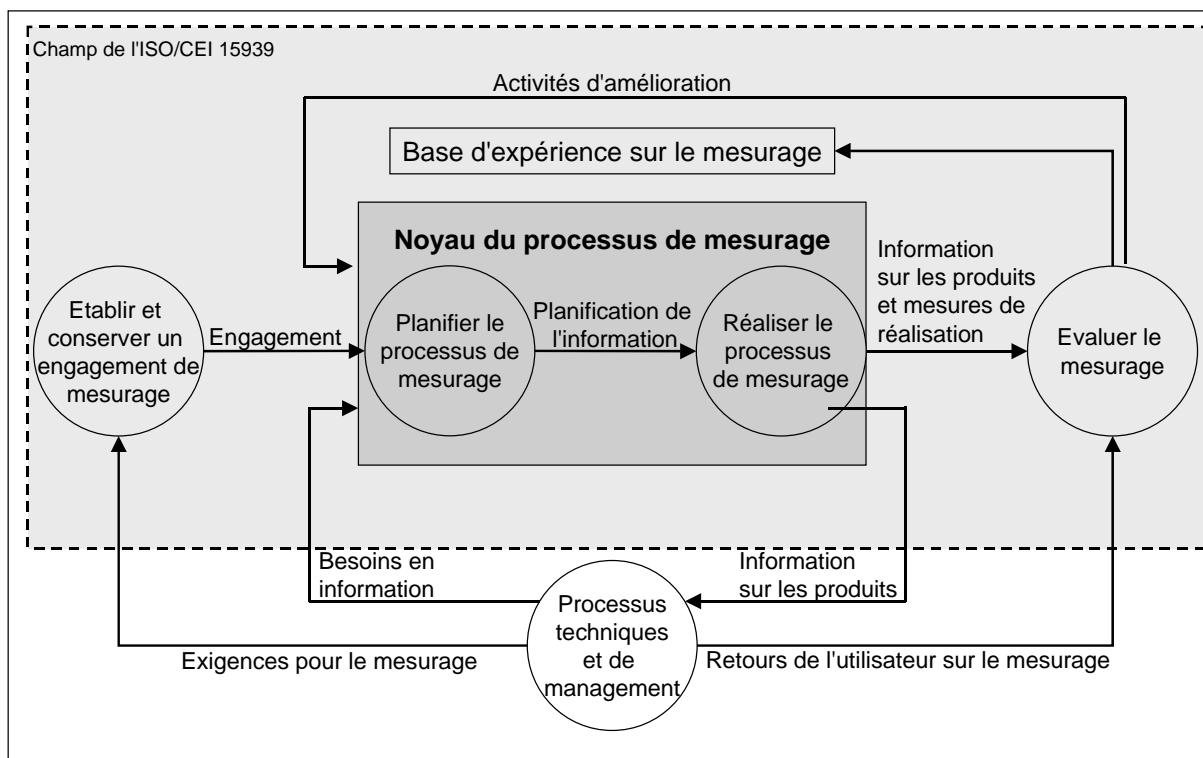 Champ de l'ISO/CEI 15939
Activités d'amélioration
Base d'expérience sur le mesurage
Noyau du processus de mesurage
Etablir et
conserver un
engagement de
mesurage
Engagement
Planifier le
processus de
mesurage
Planification de
l'information
Réaliser le
processus
de mesurage
Information
sur les produits
et mesures de
réalisation
Evaluer le
mesurage
Besoins en
information
Information
sur les produits
Processus
techniques
et de
management
Exigences pour le mesurage
Retours de l'utilisateur sur le mesurage